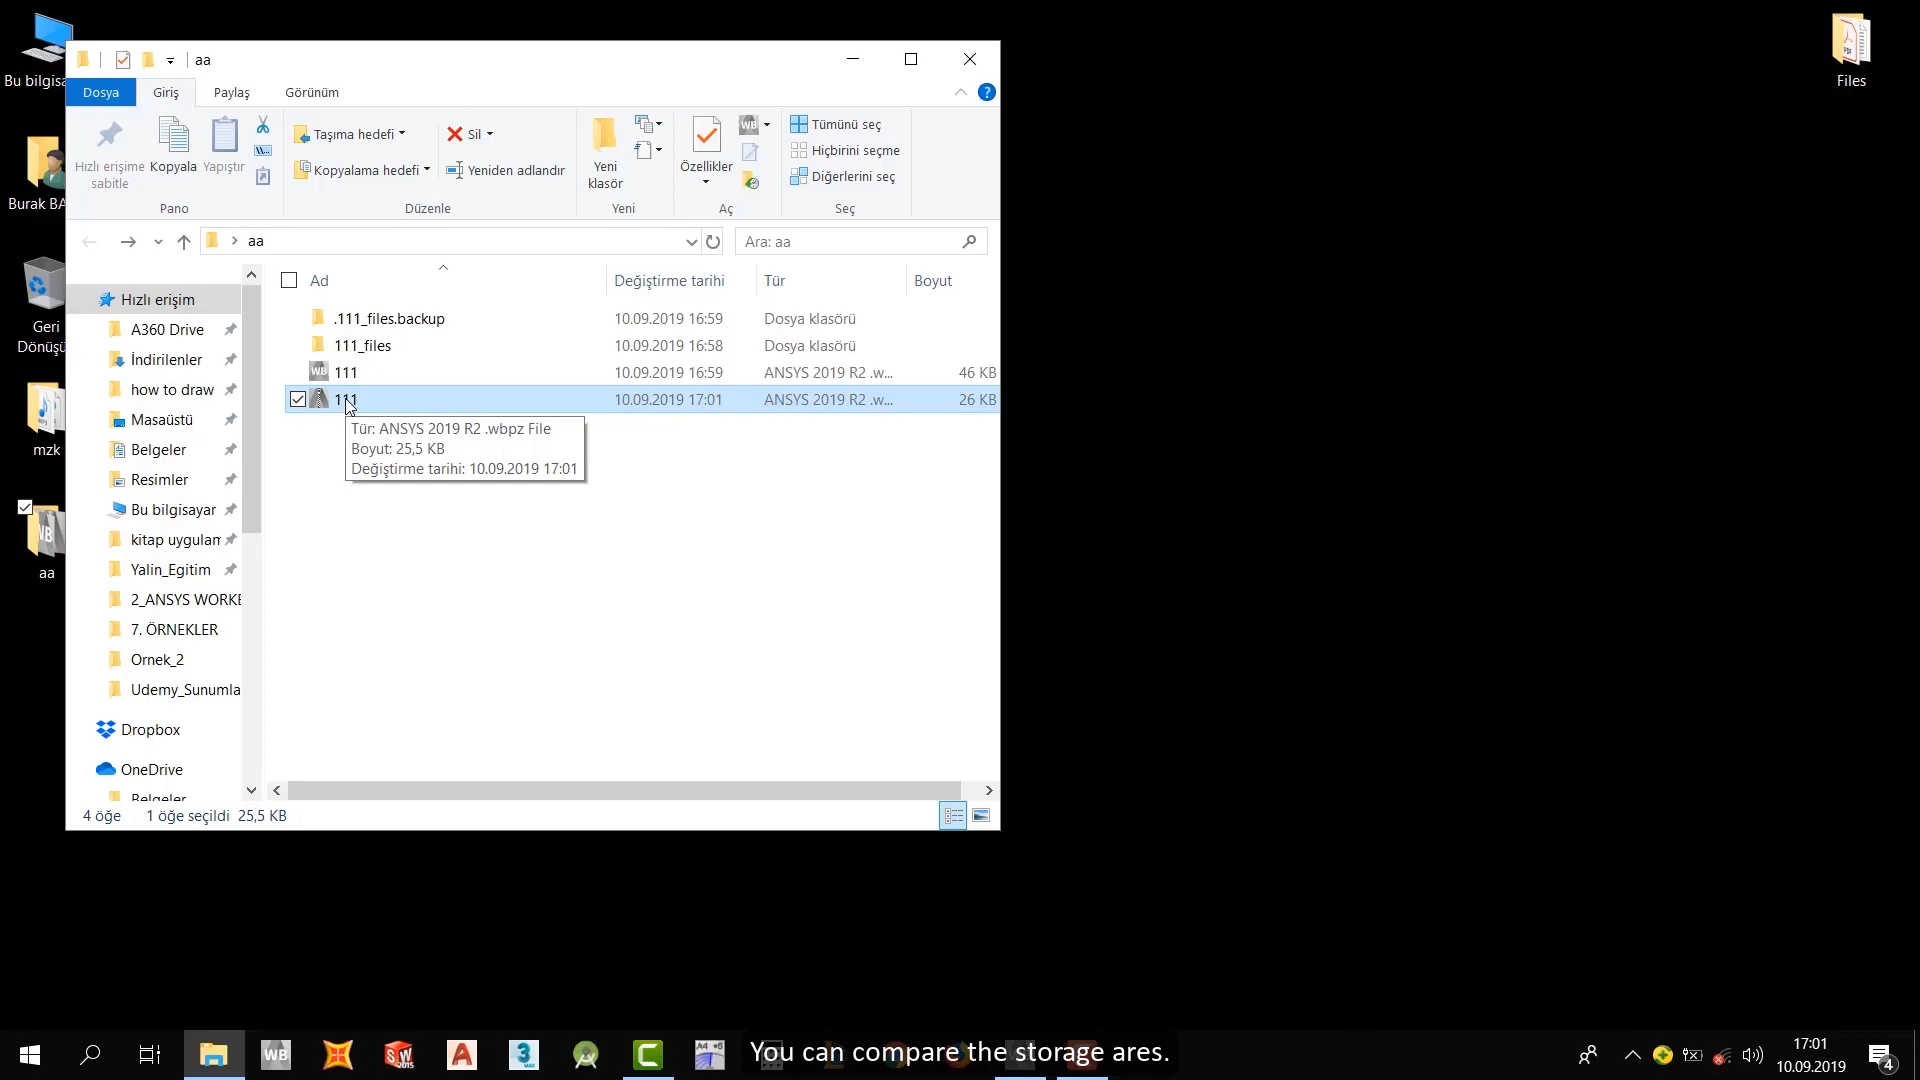 Bu bilgisa
Files
aa
Dosya
Giriş
Paylaş
Görünüm
Hızlı erişime
sabitle
Kopyala
Yapıştır
Taşıma hedefi
Kopyalama hedefi
Sil
Yeniden adlandır
Yeni
klasör
Özellikler
Tümünü seç
Hiçbirini seçme
Diğerlerini seç
Pano
Düzenle
Yeni
Aç
Seç
aa
Ara: aa
Ad
Değiştirme tarihi
Tür
Boyut
.111_files.backup
10.09.2019 16:59
Dosya klasörü
111_files
10.09.2019 16:58
Dosya klasörü
WB
111
10.09.2019 16:59
ANSYS 2019 R2 .w...
46 KB
111
10.09.2019 17:01
ANSYS 2019 R2 .w...
26 KB
Tür: ANSYS 2019 R2 .wbpz File
Boyut: 25,5 KB
Değiştirme tarihi: 10.09.2019 17:01
Hızlı erişim
A360 Drive
İndirilenler
how to draw
Masaüstü
Belgeler
Resimler
Bu bilgisayar
kitap uygulam
Yalin_Egitim
2_ANSYS WORKB
7. ÖRNEKLER
Ornek_2
Udemy_Sunumla
Dropbox
OneDrive
Belgeler
4 öğe
1 öğe seçildi
25,5 KB
Burak BA
Geri
Dönüşü
mzk
aa
You can compare the storage ares.
17:01
10.09.2019
4